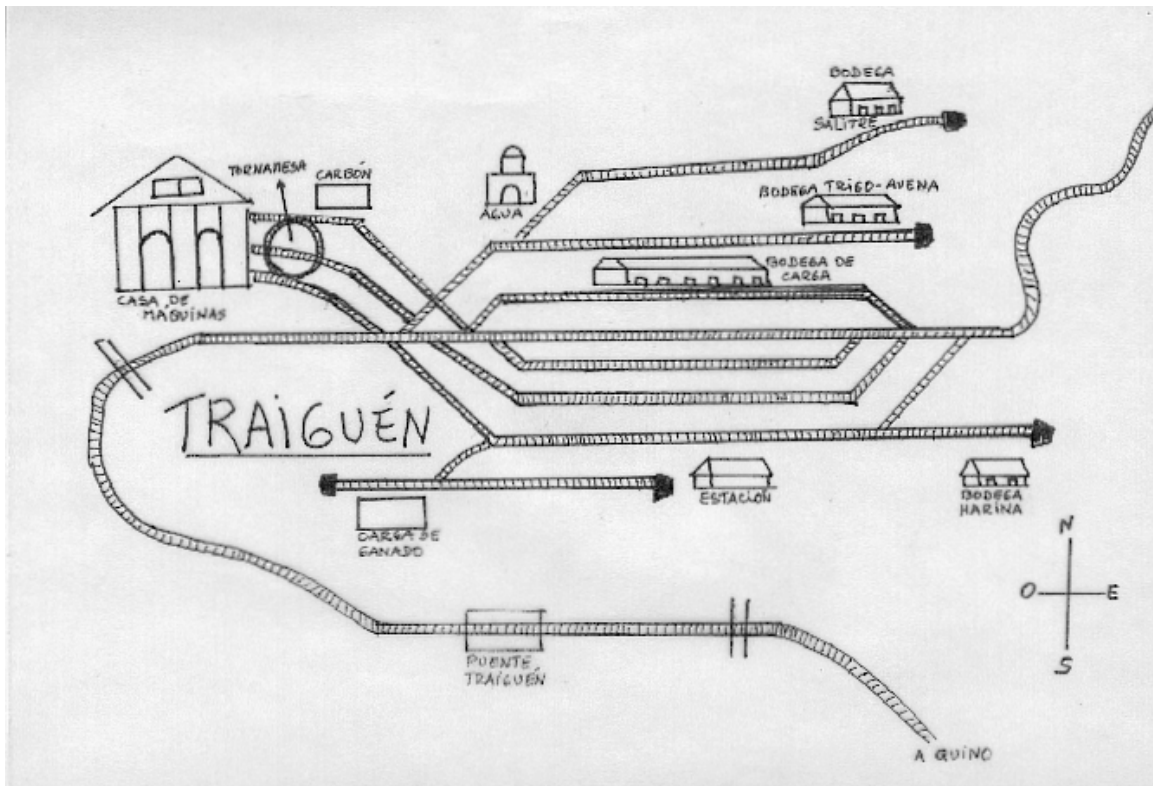 BODEGA
SALITRE
TORNAMESA
CARBÓN
AGUA
BODEGA TRIGO-AVENA
BODEGA DE
CARGA
CASA DE
MAQUINAS
TRAIGUÉN
ESTACIÓN
BODEGA
HARINA
CARGA DE
GANADO
N
O
E
S
PUENTE
TRAIGUÉN
A QUINO